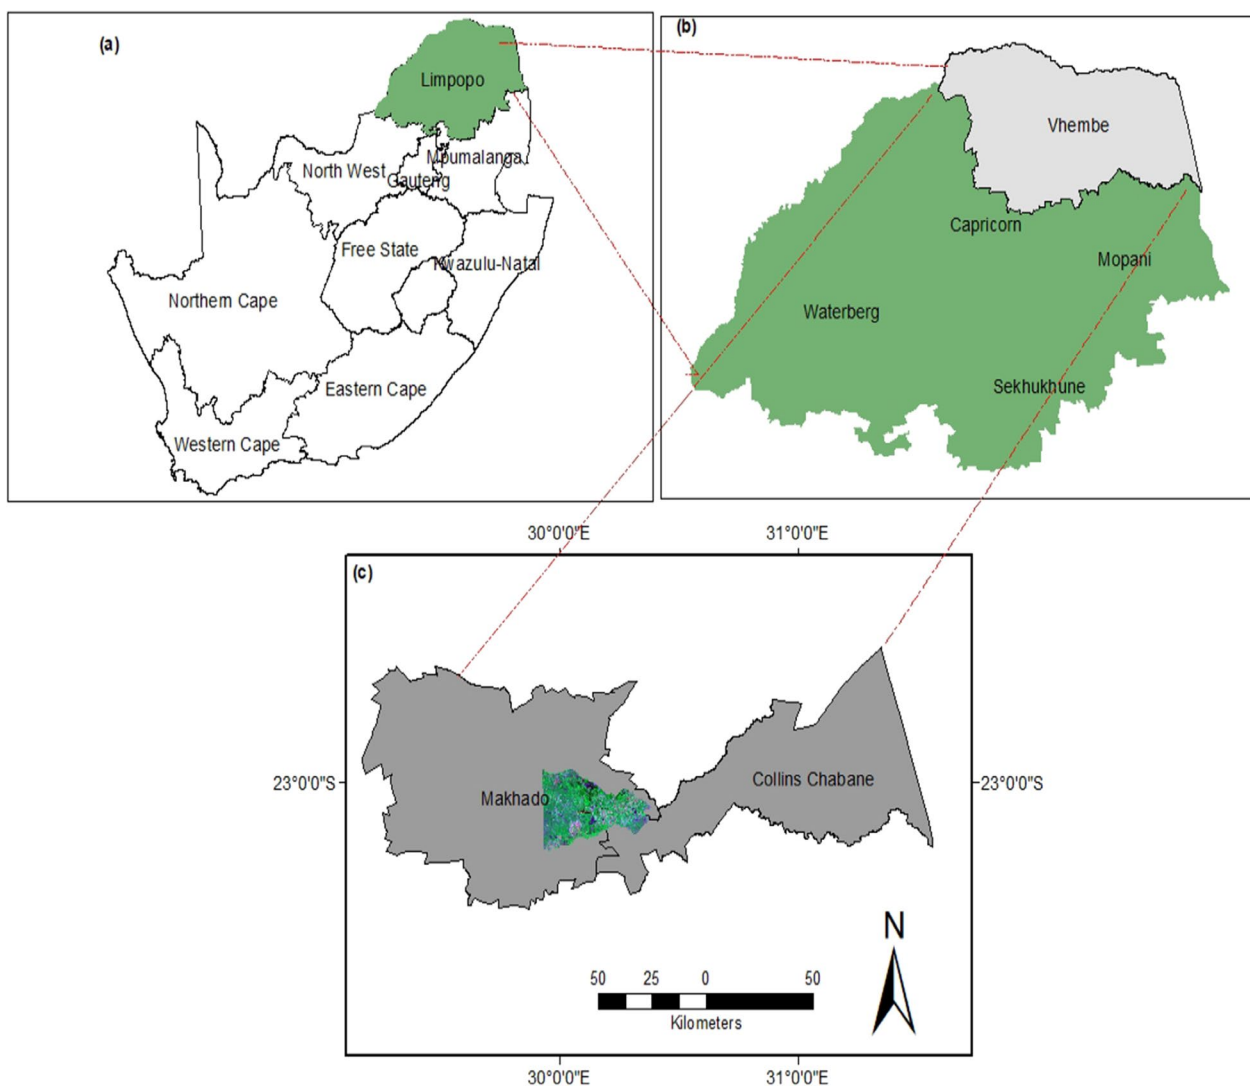 (a)
Limpopo
North West
Mpumalanga
Gauteng
Free State
Kwazulu-Natal
Northern Cape
Eastern Cape
Western Cape
(b)
Vhembe
Capricorn
Mopani
Waterberg
Sekhukhune
30°0'0"E 31°0'0"E
(c)
23°0'0"S 23°0'0"S
Makhado
Collins Chabane
N
50 25 0 50
Kilometers
30°0'0"E 31°0'0"E